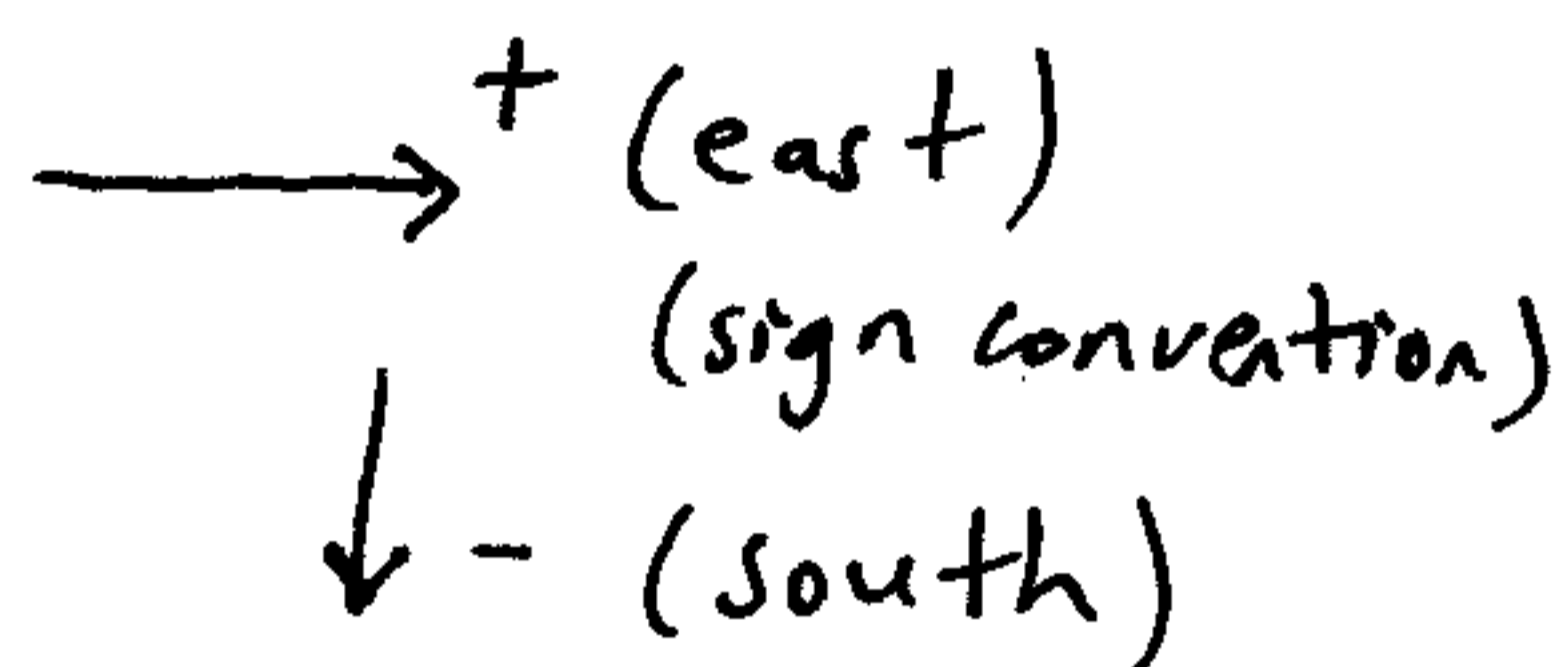 + (east)
(sign convention)
- (south)